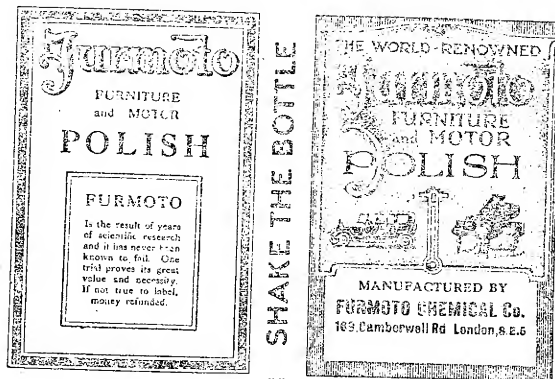 Furmoto
FURNITURE
and MOTOR
POLISH
FURMOTO
Is the result of years
of scientific research
and it has never been
known to fail. One
trial proves its great
value and necessity.
If not true to label,
money refunded.
SHAKE THE BOTTLE
THE WORLD-RENOWNED
Furmoto
FURNITURE
and MOTOR
POLISH
MANUFACTURED BY
FURMOTO CHEMICAL Co.
169, Camberwell Rd London, S.E.5